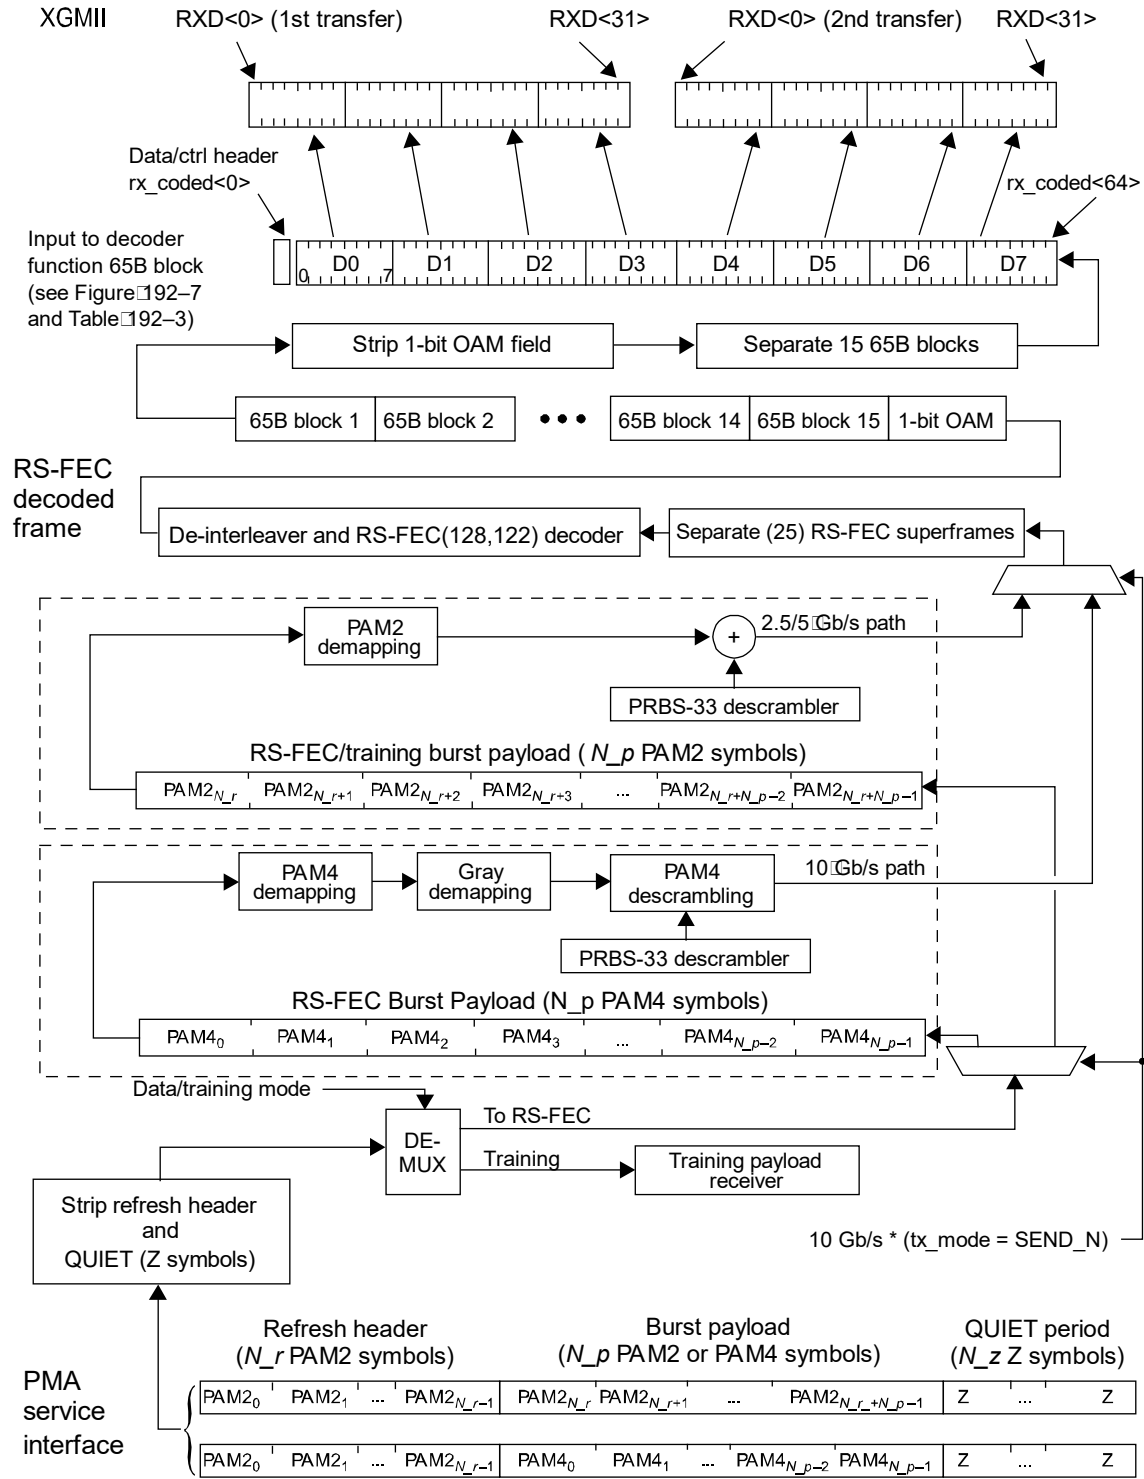 XGMII
RXD<0> (1st transfer)
RXD<31>
RXD<0> (2nd transfer)
RXD<31>
Data/ctrl header
rx_coded<0>
rx_coded<64>
Input to decoder
function 65B block
(see Figure□192–7
and Table□192–3)
0 D0 7 D1 D2 D3 D4 D5 D6 D7
Strip 1-bit OAM field
Separate 15 65B blocks
65B block 1 65B block 2 ••• 65B block 14 65B block 15 1-bit OAM
RS-FEC
decoded
frame
De-interleaver and RS-FEC(128,122) decoder
Separate (25) RS-FEC superframes
PAM2
demapping
+
2.5/5□Gb/s path
PRBS-33 descrambler
RS-FEC/training burst payload ( N_p PAM2 symbols)
PAM2N_r PAM2N_r+1 PAM2N_r+2 PAM2N_r+3 ... PAM2N_r+N_p–2 PAM2N_r+N_p–1
PAM4
demapping
Gray
demapping
PAM4
descrambling
10□Gb/s path
PRBS-33 descrambler
RS-FEC Burst Payload (N_p PAM4 symbols)
PAM40 PAM41 PAM42 PAM43 ... PAM4N_p–2 PAM4N_p–1
Data/training mode
DE-
MUX
To RS-FEC
Training
Training payload
receiver
Strip refresh header
and
QUIET (Z symbols)
10 Gb/s * (tx_mode = SEND_N)
Refresh header
(N_r PAM2 symbols)
Burst payload
(N_p PAM2 or PAM4 symbols)
QUIET period
(N_z Z symbols)
PMA
service
interface
PAM20 PAM21 ... PAM2N_r–1 PAM2N_r PAM2N_r+1 ... PAM2N_r_+N_p–1 Z ... Z
PAM20 PAM21 ... PAM2N_r–1 PAM40 PAM41 ... PAM4N_p–2 PAM4N_p–1 Z ... Z